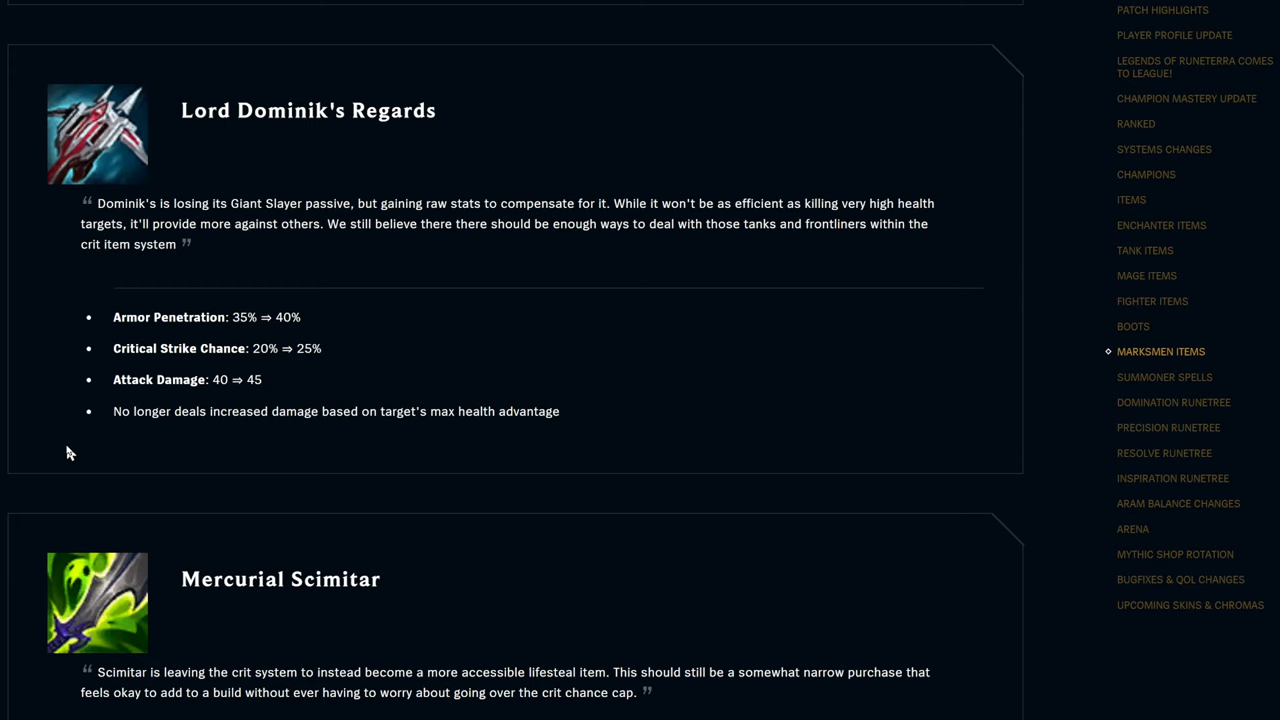 Lord Dominik's Regards
“ Dominik's is losing its Giant Slayer passive, but gaining raw stats to compensate for it. While it won't be as efficient as killing very high health
targets, it'll provide more against others. We still believe there there should be enough ways to deal with those tanks and frontliners within the
crit item system ”
• Armor Penetration: 35% ⇒ 40%
• Critical Strike Chance: 20% ⇒ 25%
• Attack Damage: 40 ⇒ 45
• No longer deals increased damage based on target's max health advantage
Mercurial Scimitar
“ Scimitar is leaving the crit system to instead become a more accessible lifesteal item. This should still be a somewhat narrow purchase that
feels okay to add to a build without ever having to worry about going over the crit chance cap. ”
PATCH HIGHLIGHTS
PLAYER PROFILE UPDATE
LEGENDS OF RUNETERRA COMES
TO LEAGUE!
CHAMPION MASTERY UPDATE
RANKED
SYSTEMS CHANGES
CHAMPIONS
ITEMS
ENCHANTER ITEMS
TANK ITEMS
MAGE ITEMS
FIGHTER ITEMS
BOOTS
MARKSMEN ITEMS
SUMMONER SPELLS
DOMINATION RUNETREE
PRECISION RUNETREE
RESOLVE RUNETREE
INSPIRATION RUNETREE
ARAM BALANCE CHANGES
ARENA
MYTHIC SHOP ROTATION
BUGFIXES & QOL CHANGES
UPCOMING SKINS & CHROMAS